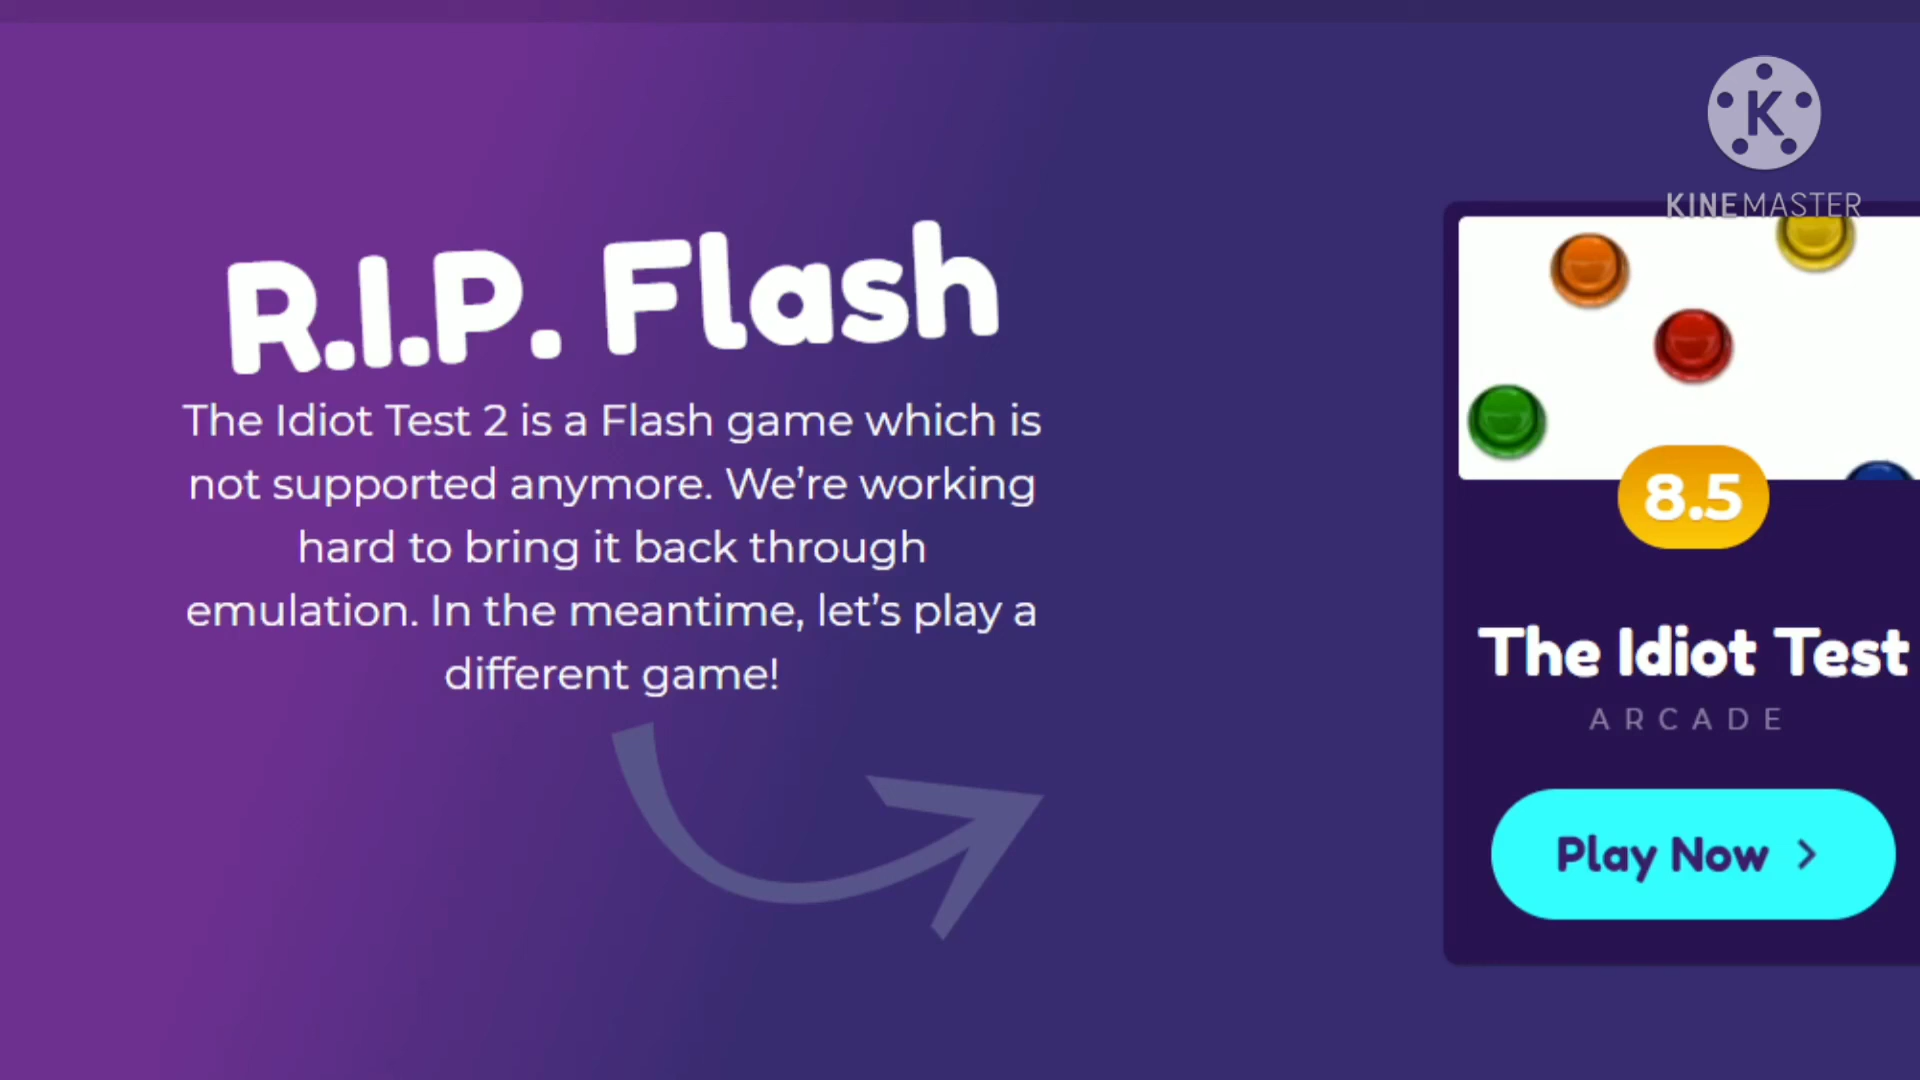 K
KINEMASTER
R.I.P. Flash
The Idiot Test 2 is a Flash game which is
not supported anymore. We’re working
hard to bring it back through
emulation. In the meantime, let’s play a
different game!
8.5
The Idiot Test
ARCADE
Play Now